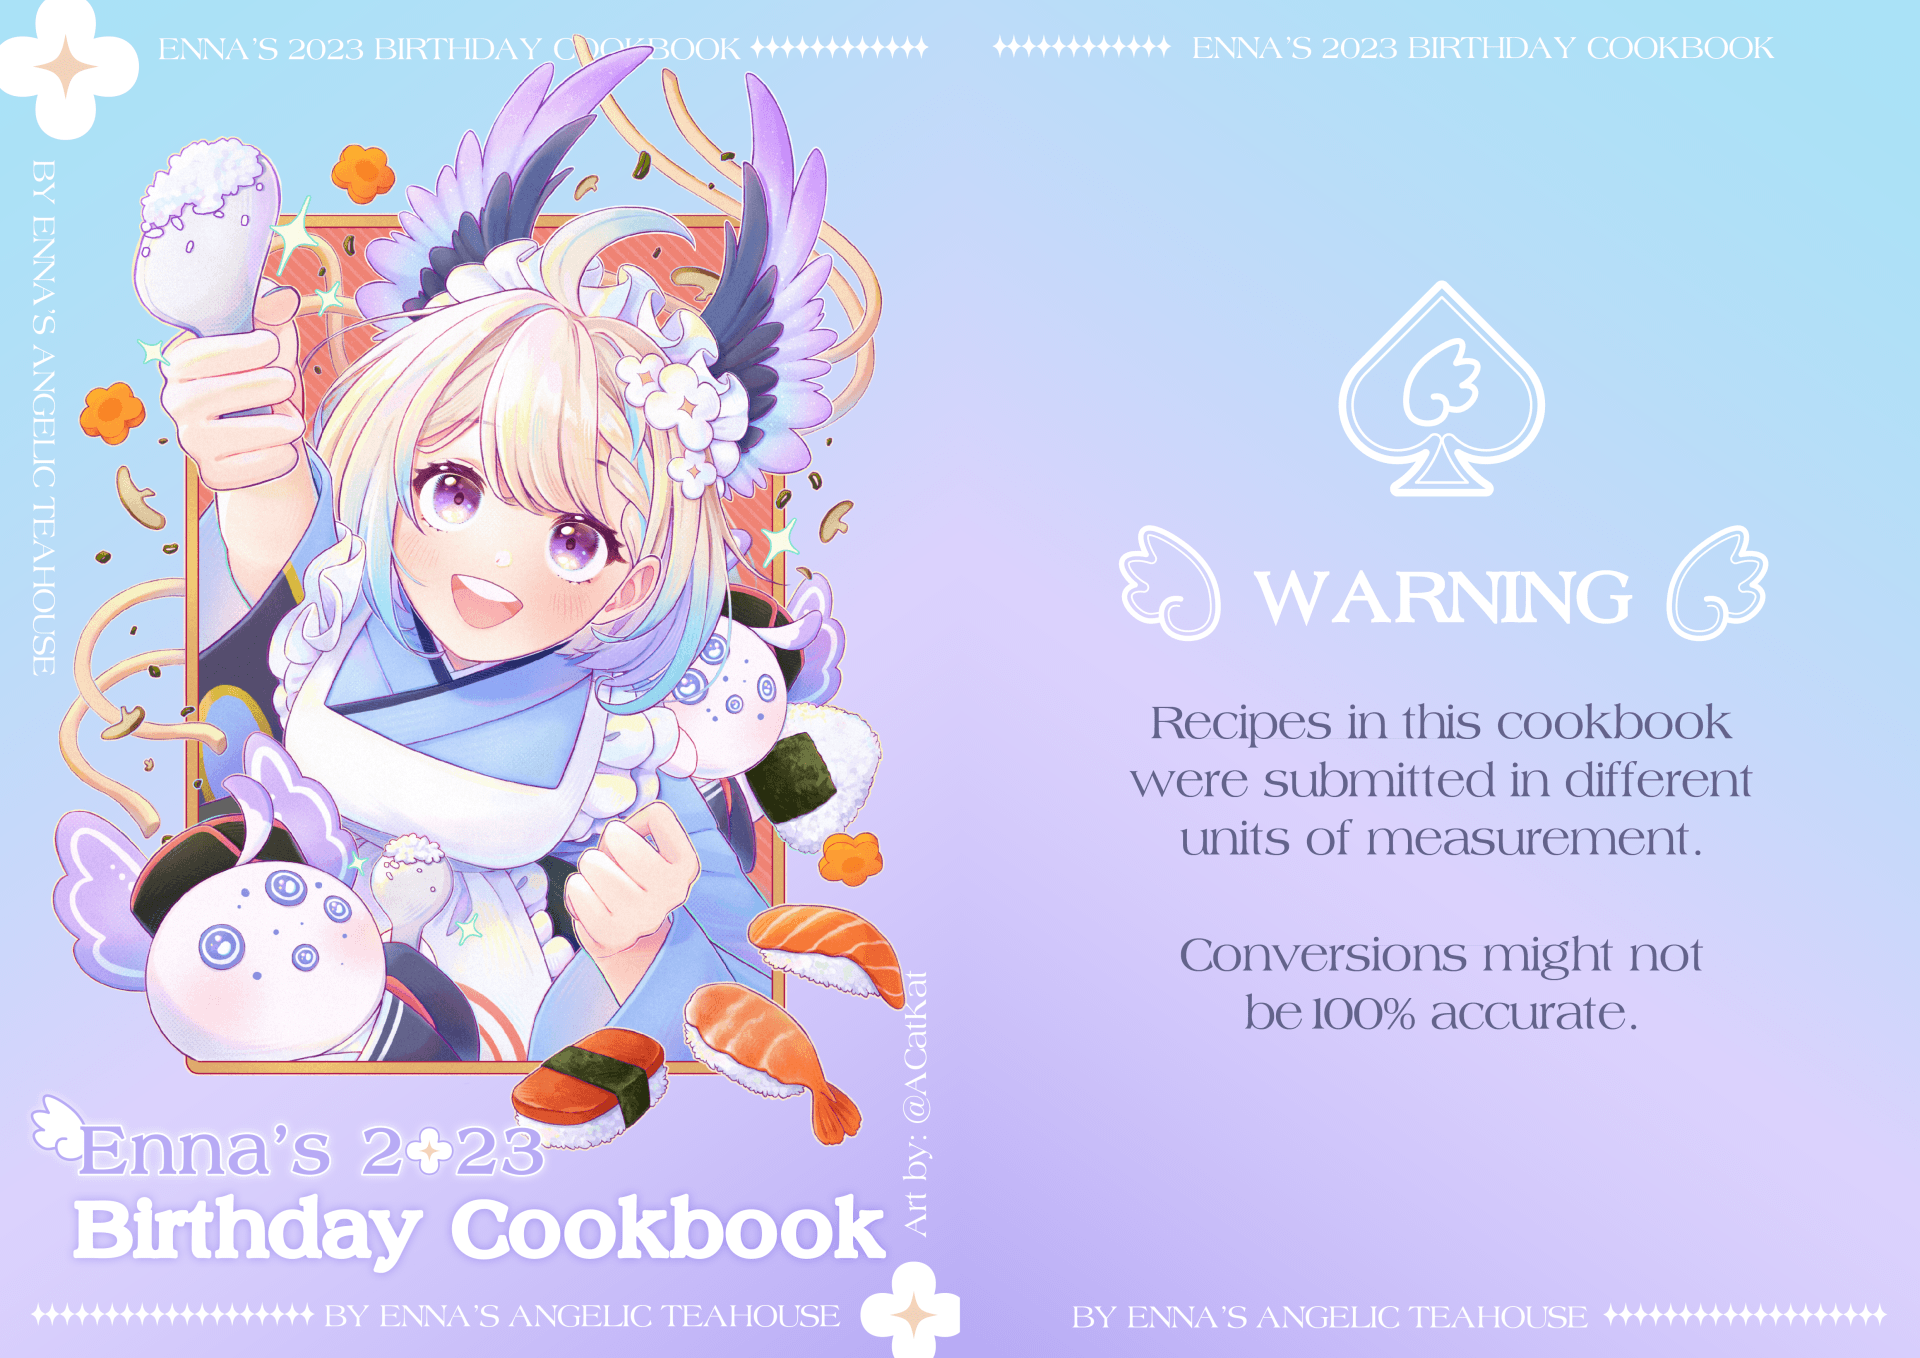 ENNA'S 2023 BIRTHDAY COOKBOOK
BY ENNA'S ANGELIC TEAHOUSE
Art by: @ACatKat
Enna's 2023
Birthday Cookbook
BY ENNA'S ANGELIC TEAHOUSE
ENNA'S 2023 BIRTHDAY COOKBOOK
WARNING
Recipes in this cookbook
were submitted in different
units of measurement.
Conversions might not
be 100% accurate.
BY ENNA'S ANGELIC TEAHOUSE